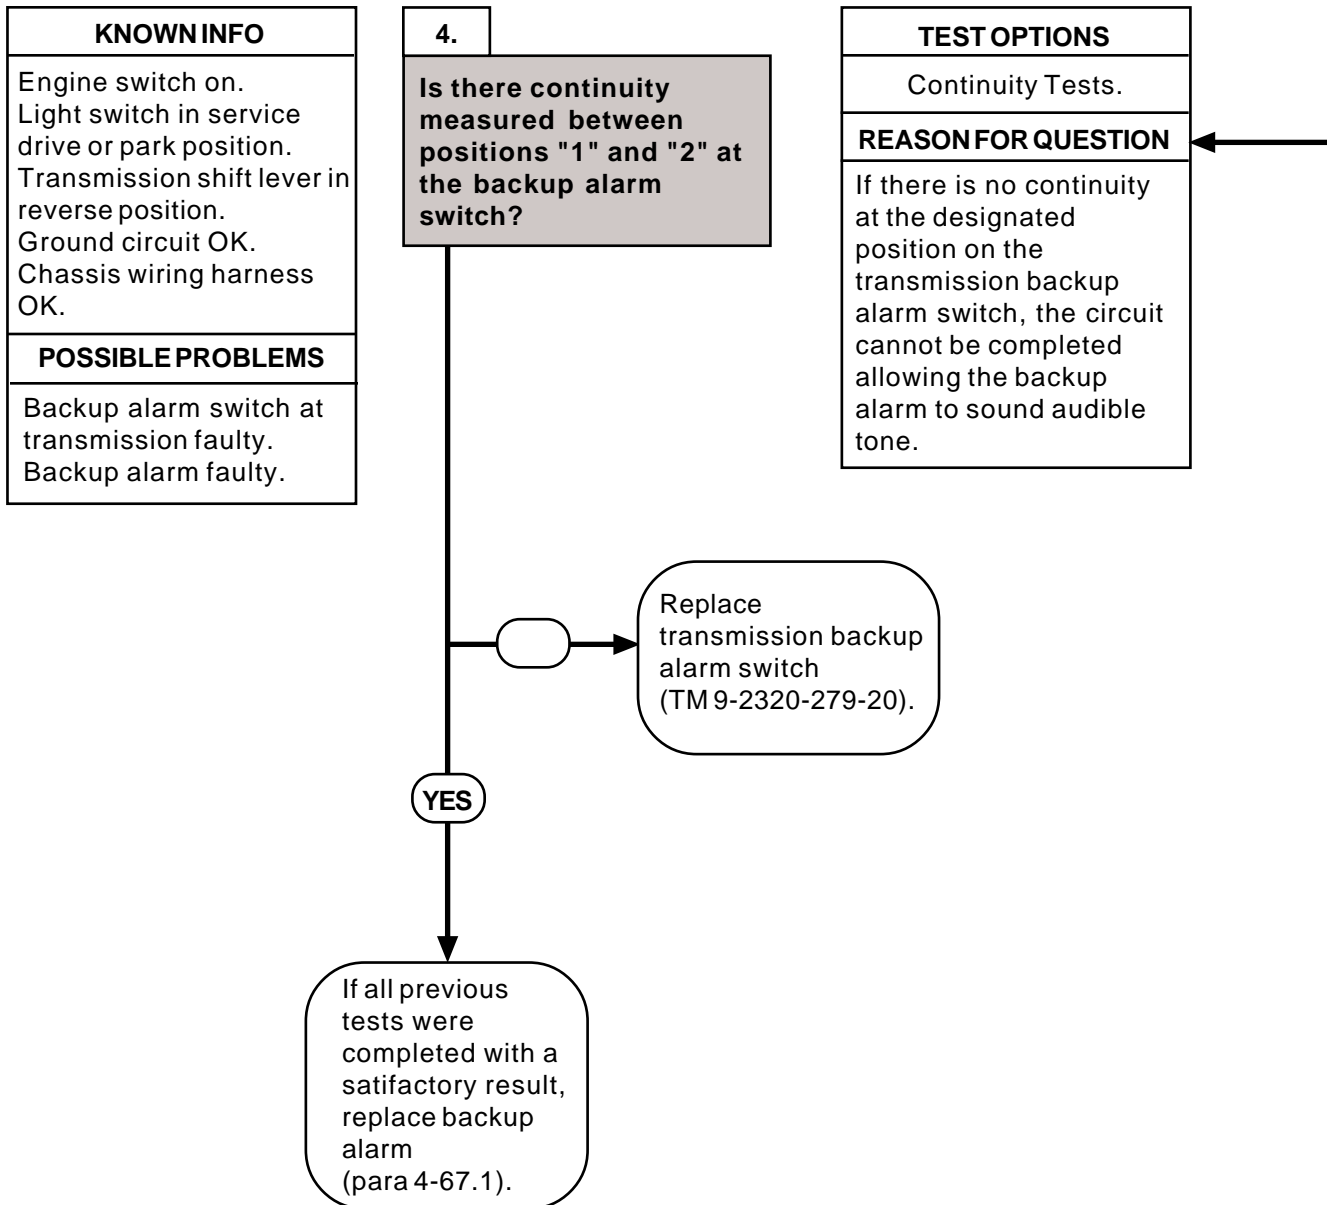 KNOWN INFO
Engine switch on.
Light switch in service
drive or park position.
Transmission shift lever in
reverse position.
Ground circuit OK.
Chassis wiring harness
OK.
POSSIBLE PROBLEMS
Backup alarm switch at
transmission faulty.
Backup alarm faulty.
4.
Is there continuity
measured between
positions "1" and "2" at
the backup alarm
switch?
TEST OPTIONS
Continuity Tests.
REASON FOR QUESTION
If there is no continuity
at the designated
position on the
transmission backup
alarm switch, the circuit
cannot be completed
allowing the backup
alarm to sound audible
tone.
Replace
transmission backup
alarm switch
(TM 9-2320-279-20).
YES
If all previous
tests were
completed with a
satifactory result,
replace backup
alarm
(para 4-67.1).